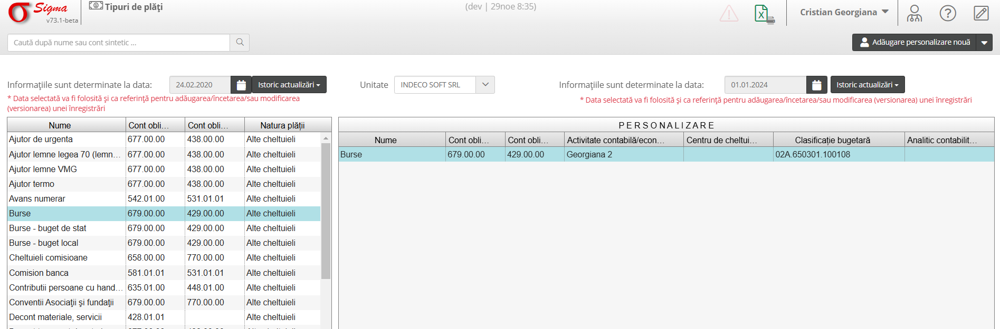 Sigma
v73.1-beta
Tipuri de plăți
(dev | 29noe 8:35)
Cristian Georgiana
Caută după nume sau cont sintetic ...
Adăugare personalizare nouă
Informațiile sunt determinate la data: 24.02.2020 Istoric actualizări
* Data selectată va fi folosită și ca referință pentru adăugarea/încetarea/sau modificarea
(versionarea) unei înregistrări
Unitate INDECO SOFT SRL
Informațiile sunt determinate la data: 01.01.2024 Istoric actualizări
* Data selectată va fi folosită și ca referință pentru adăugarea/încetarea/sau modificarea (versionarea) unei înregistrări
Nume Cont obli... Cont obli... Natura plății
Ajutor de urgenta 677.00.00 438.00.00 Alte cheltuieli
Ajutor lemne legea 70 (lemn... 677.00.00 438.00.00 Alte cheltuieli
Ajutor lemne VMG 677.00.00 438.00.00 Alte cheltuieli
Ajutor termo 677.00.00 438.00.00 Alte cheltuieli
Avans numerar 542.01.00 531.01.01 Alte cheltuieli
Burse 679.00.00 429.00.00 Alte cheltuieli
Burse - buget de stat 679.00.00 429.00.00 Alte cheltuieli
Burse - buget local 679.00.00 429.00.00 Alte cheltuieli
Cheltuieli comisioane 658.00.00 770.00.00 Alte cheltuieli
Comision banca 581.01.01 531.01.01 Alte cheltuieli
Contributii persoane cu hand... 635.01.00 448.01.00 Alte cheltuieli
Conventii Asociaţii şi fundaţii 679.00.00 770.00.00 Alte cheltuieli
Decont materiale, servicii 428.01.01 Alte cheltuieli
PERSONALIZARE
Nume Cont obli... Cont obli... Activitate contabilă/econ... Centru de cheltui... Clasificație bugetară Analitic contabilit...
Burse 679.00.00 429.00.00 Georgiana 2 02A.650301.100108